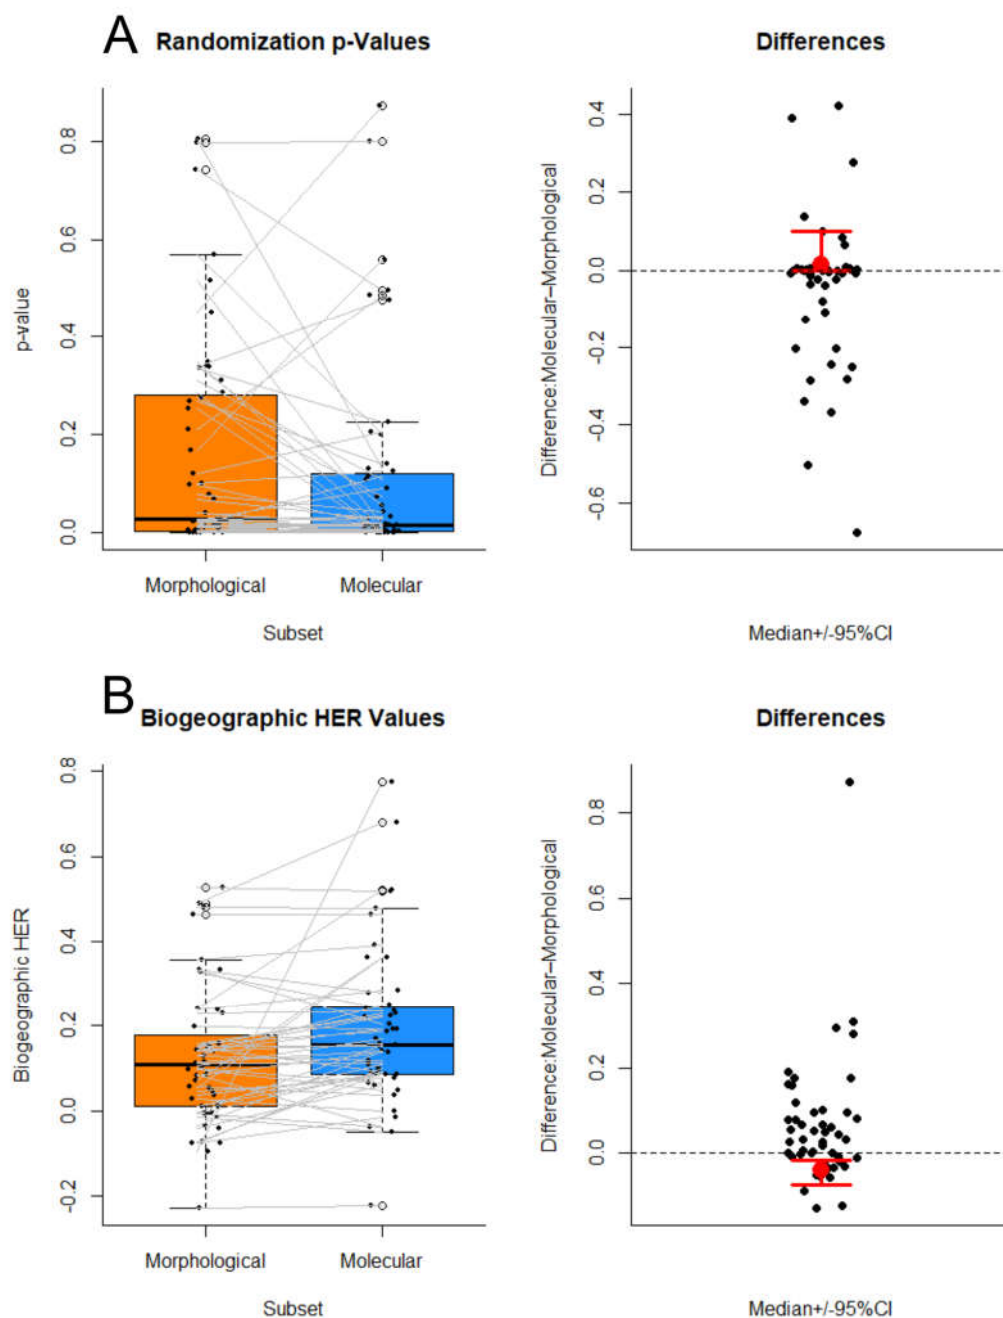 A
Randomization p-Values
Differences
p-value
0.8
0.6
0.4
0.2
0.0
Morphological Molecular
Subset
Difference:Molecular–Morphological
0.4
0.2
0.0
-0.2
-0.4
-0.6
Median+/-95%CI
B
Biogeographic HER Values
Differences
Biogeographic HER
0.8
0.6
0.4
0.2
0.0
-0.2
Morphological Molecular
Subset
Difference:Molecular–Morphological
0.8
0.6
0.4
0.2
0.0
Median+/-95%CI